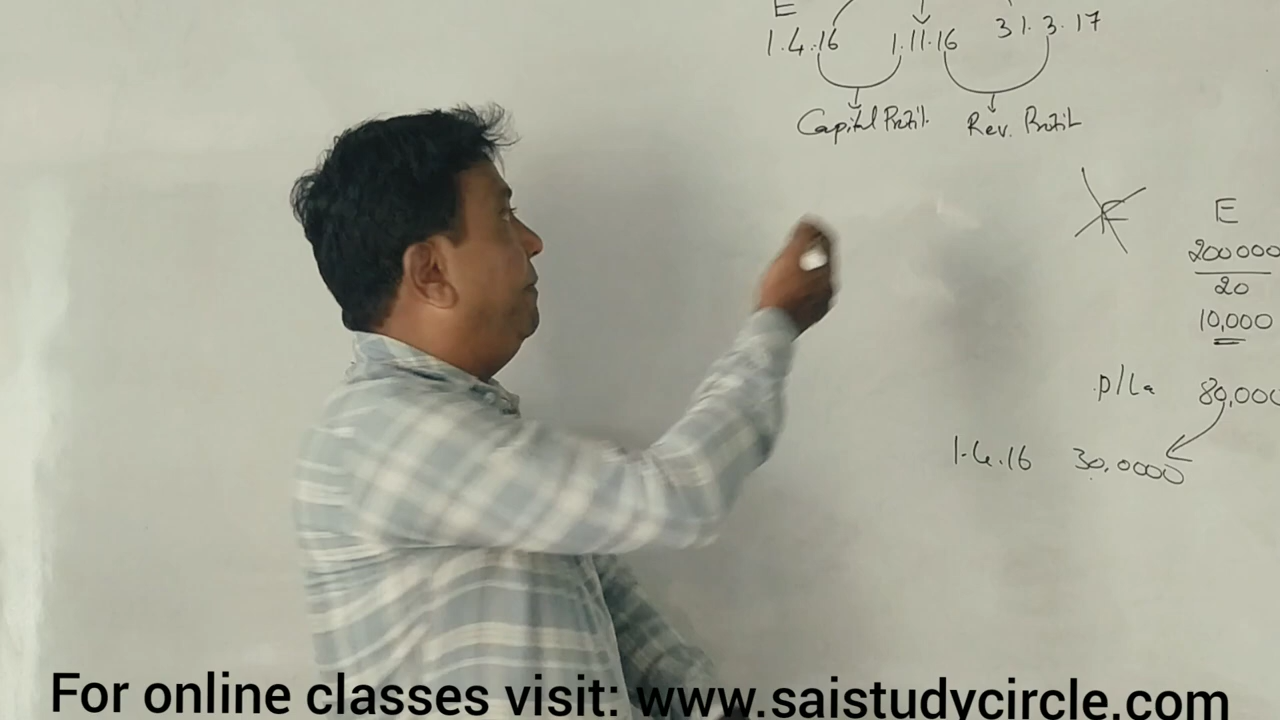 E
1.4.16 1.11.16 31.3.17
Capital Profit Rev. Profit
E
200000
20
10,000
P/La 80,000
1.4.16 30,0000
For online classes visit: www.saistudycircle.com